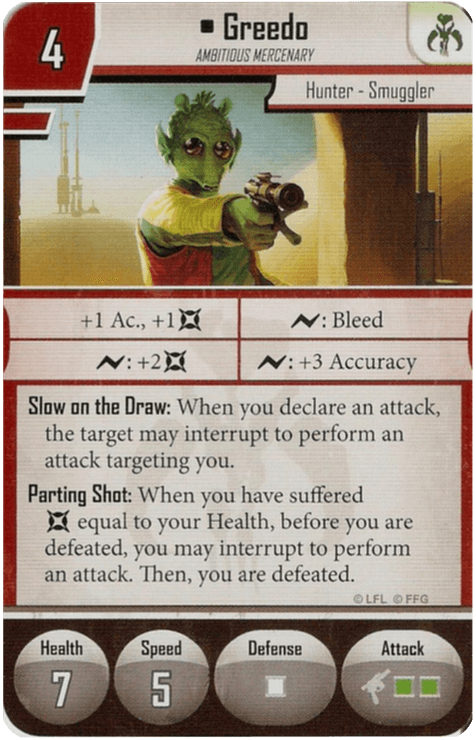 4
Greedo
AMBITIOUS MERCENARY
Hunter - Smuggler
+1 Ac., +1
: Bleed
: +2
: +3 Accuracy
Slow on the Draw: When you declare an attack,
the target may interrupt to perform an
attack targeting you.
Parting Shot: When you have suffered
equal to your Health, before you are
defeated, you may interrupt to perform
an attack. Then, you are defeated.
© LFL © FFG
Health Speed Defense Attack
7 5